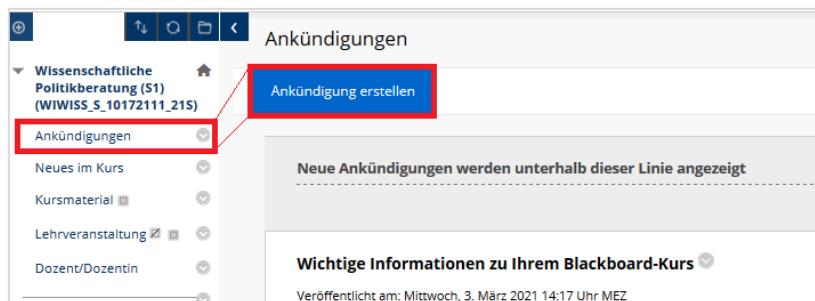 Wissenschaftliche
Politikberatung (S1)
(WIWISS_S_10172111_21S)
Ankündigungen
Neues im Kurs
Kursmaterial
Lehrveranstaltung
Dozent/Dozentin
Ankündigungen
Ankündigung erstellen
Neue Ankündigungen werden unterhalb dieser Linie angezeigt
Wichtige Informationen zu Ihrem Blackboard-Kurs
Veröffentlicht am: Mittwoch, 3. März 2021 14:17 Uhr MEZ